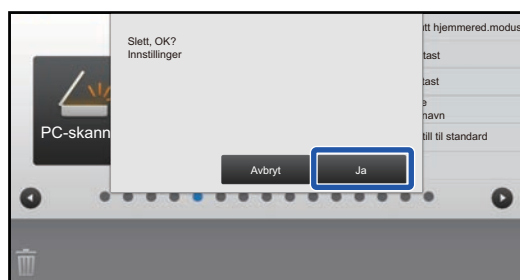 Slett, OK?
Innstillinger
PC-skann
tt hjemmered.modus
tast
tast
e
navn
till til standard
Avbryt
Ja